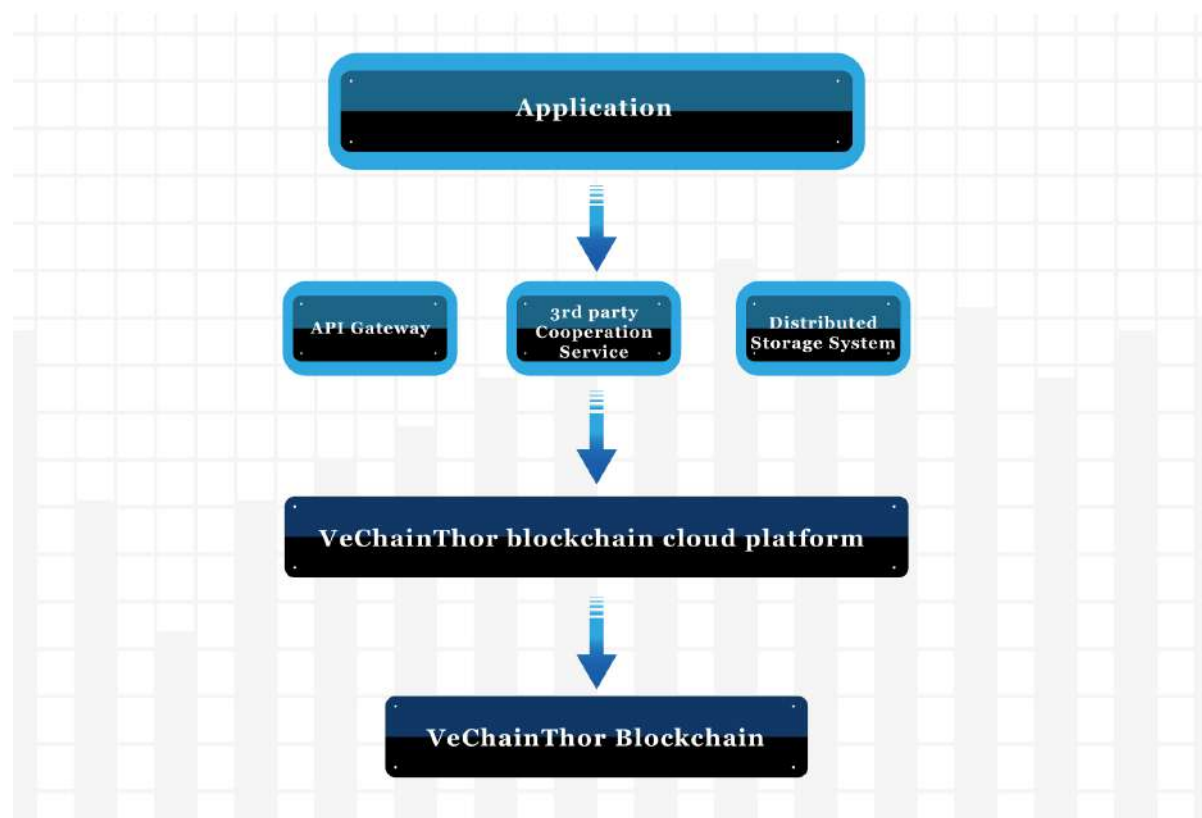 Application
API Gateway
3rd party
Cooperation
Service
Distributed
Storage System
VeChainThor blockchain cloud platform
VeChainThor Blockchain